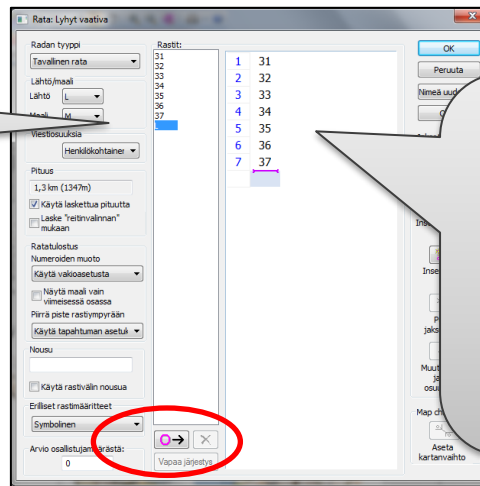 Rata: Lyhyt vaativa
Radan tyyppi
Tavallinen rata
Lähtö/maali
Lähtö L
Maali M
Viestiosuuksia
Henkilökohtainen
Pituus
1,3 km (1347m)
Käytä laskettua pituutta
Laske "reitinvalinnan"
mukaan
Ratatulostus
Numeroiden muoto
Käytä vakioasetusta
Näytä maali vain
viimeisessä osassa
Piirrä piste rastiympyrään
Käytä tapahtuman asetuk
Nousu
Käytä rastivälin nousua
Erilliset rastimääritteet
Symbolinen
Arvio osallistujamäärästä:
0
Rastit:
31
32
33
34
35
36
37
1 31
2 32
3 33
4 34
5 35
6 36
7 37
Vapaa järjestys
OK
Peruuta
Nimeä uud
Inse
jaks
Muut
osu
Map ch
Aseta
kartanvaihto